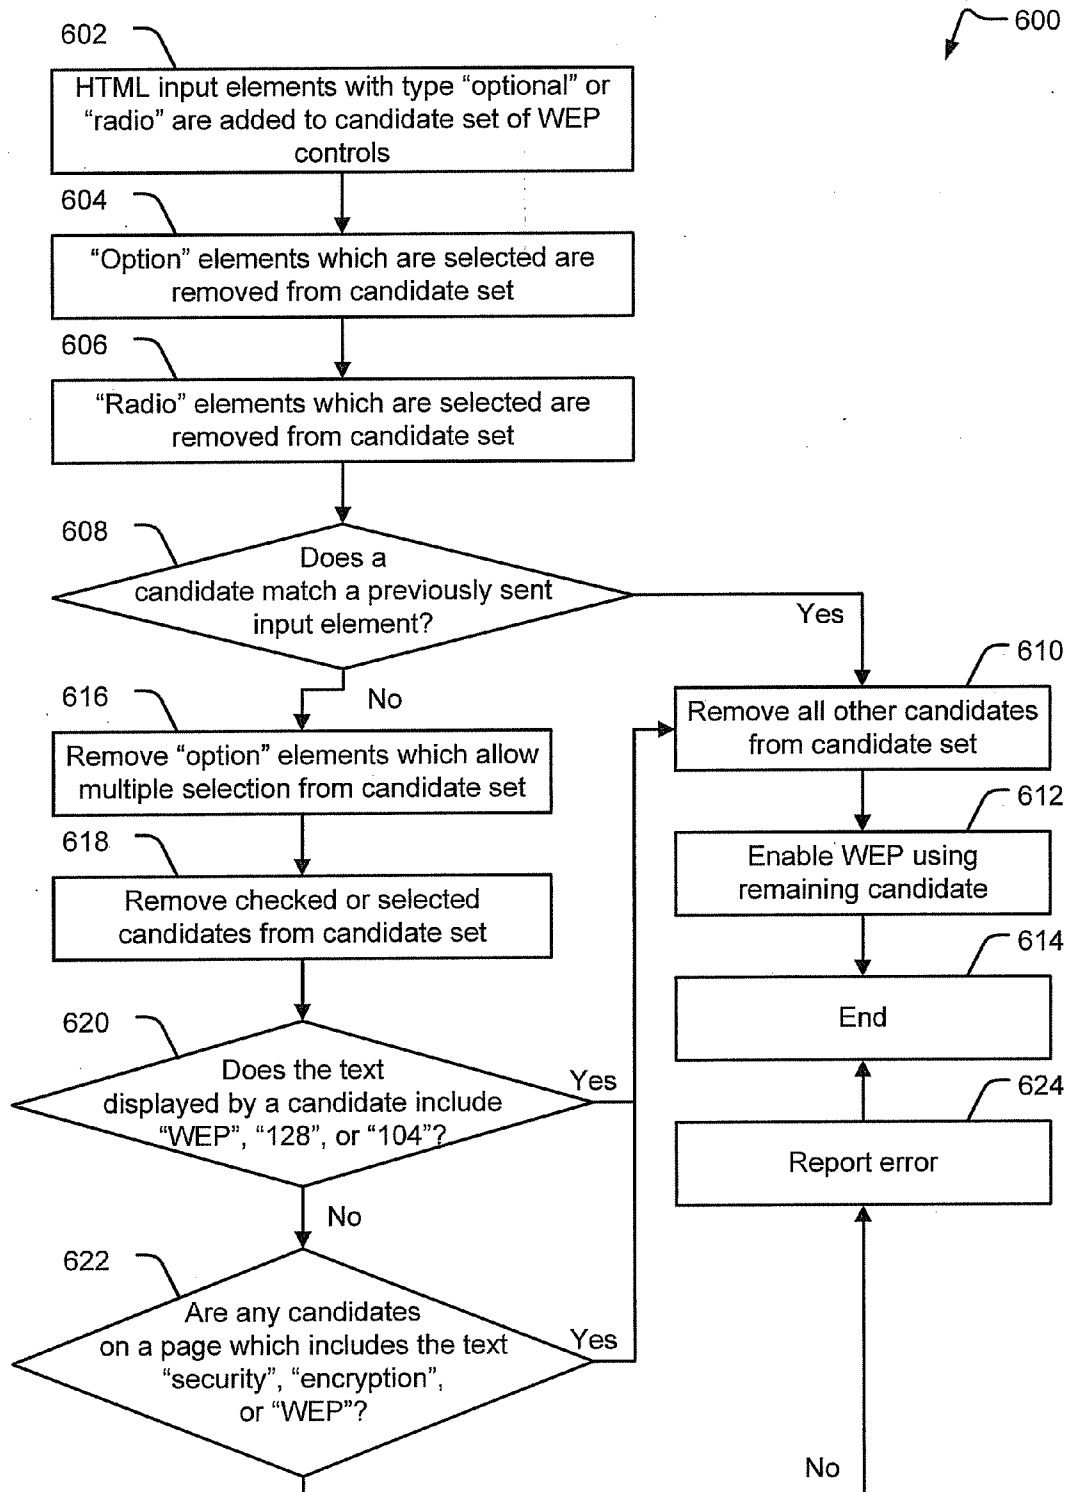 600
602
HTML input elements with type “optional” or
“radio” are added to candidate set of WEP
controls
604
“Option” elements which are selected are
removed from candidate set
606
“Radio” elements which are selected are
removed from candidate set
608
Does a
candidate match a previously sent
input element?
Yes
No
610
Remove all other candidates
from candidate set
616
Remove “option” elements which allow
multiple selection from candidate set
612
Enable WEP using
remaining candidate
618
Remove checked or selected
candidates from candidate set
614
End
620
Does the text
displayed by a candidate include
“WEP”, “128”, or “104”?
Yes
No
624
Report error
622
Are any candidates
on a page which includes the text
“security”, “encryption”,
or “WEP”?
Yes
No